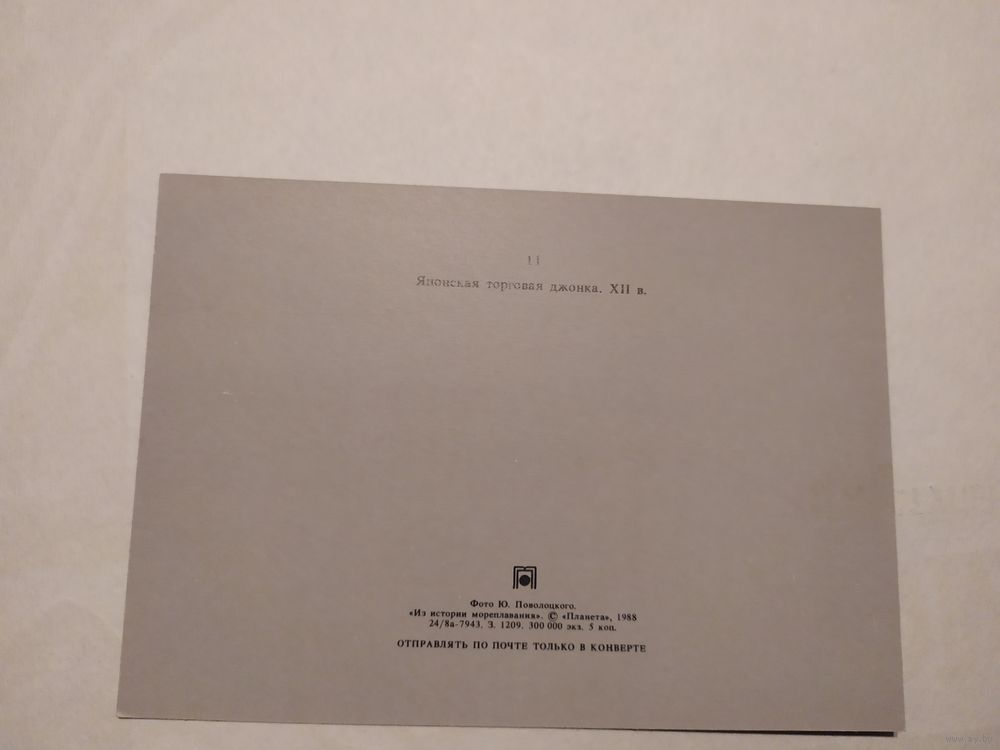 11
Японская торговая джонка. XII в.
Фото Ю. Поволоцкого.
«Из истории мореплавания». © «Планета», 1988
24/8а-7943. З. 1209. 300 000 экз. 5 коп.
ОТПРАВЛЯТЬ ПО ПОЧТЕ ТОЛЬКО В КОНВЕРТЕ